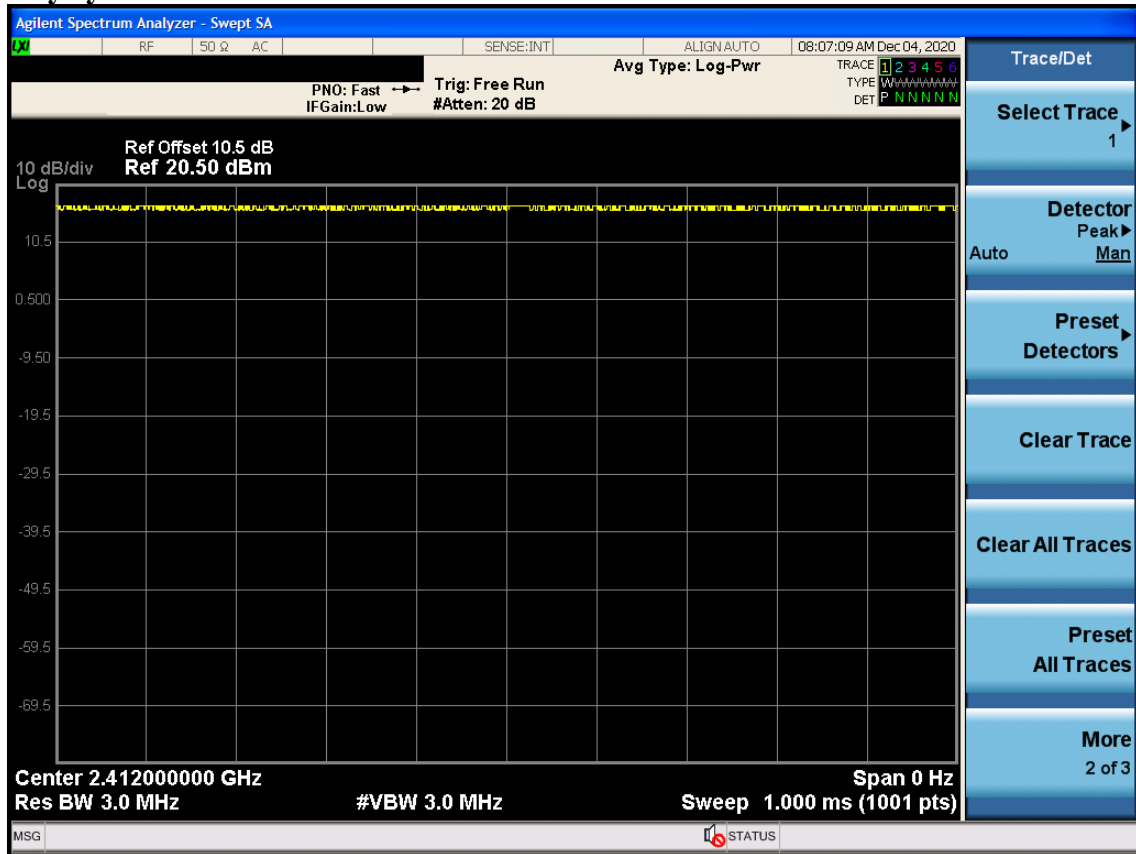 Agilent Spectrum Analyzer - Swept SA
LXI RF 50 Ω AC SENSE:INT ALIGN AUTO 08:07:09 AM Dec 04, 2020
PNO: Fast
IFGain:Low
Trig: Free Run
#Atten: 20 dB
Avg Type: Log-Pwr
TRACE 1 2 3 4 5 6
TYPE
DET P N N N N N
Ref Offset 10.5 dB
10 dB/div Ref 20.50 dBm
Log
10.5
0.500
-9.50
-19.5
-29.5
-39.5
-49.5
-59.5
-69.5
Center 2.412000000 GHz Span 0 Hz
Res BW 3.0 MHz #VBW 3.0 MHz Sweep 1.000 ms (1001 pts)
MSG STATUS
Trace/Det
Select Trace
1
Detector
Peak
Auto Man
Preset
Detectors
Clear Trace
Clear All Traces
Preset
All Traces
More
2 of 3